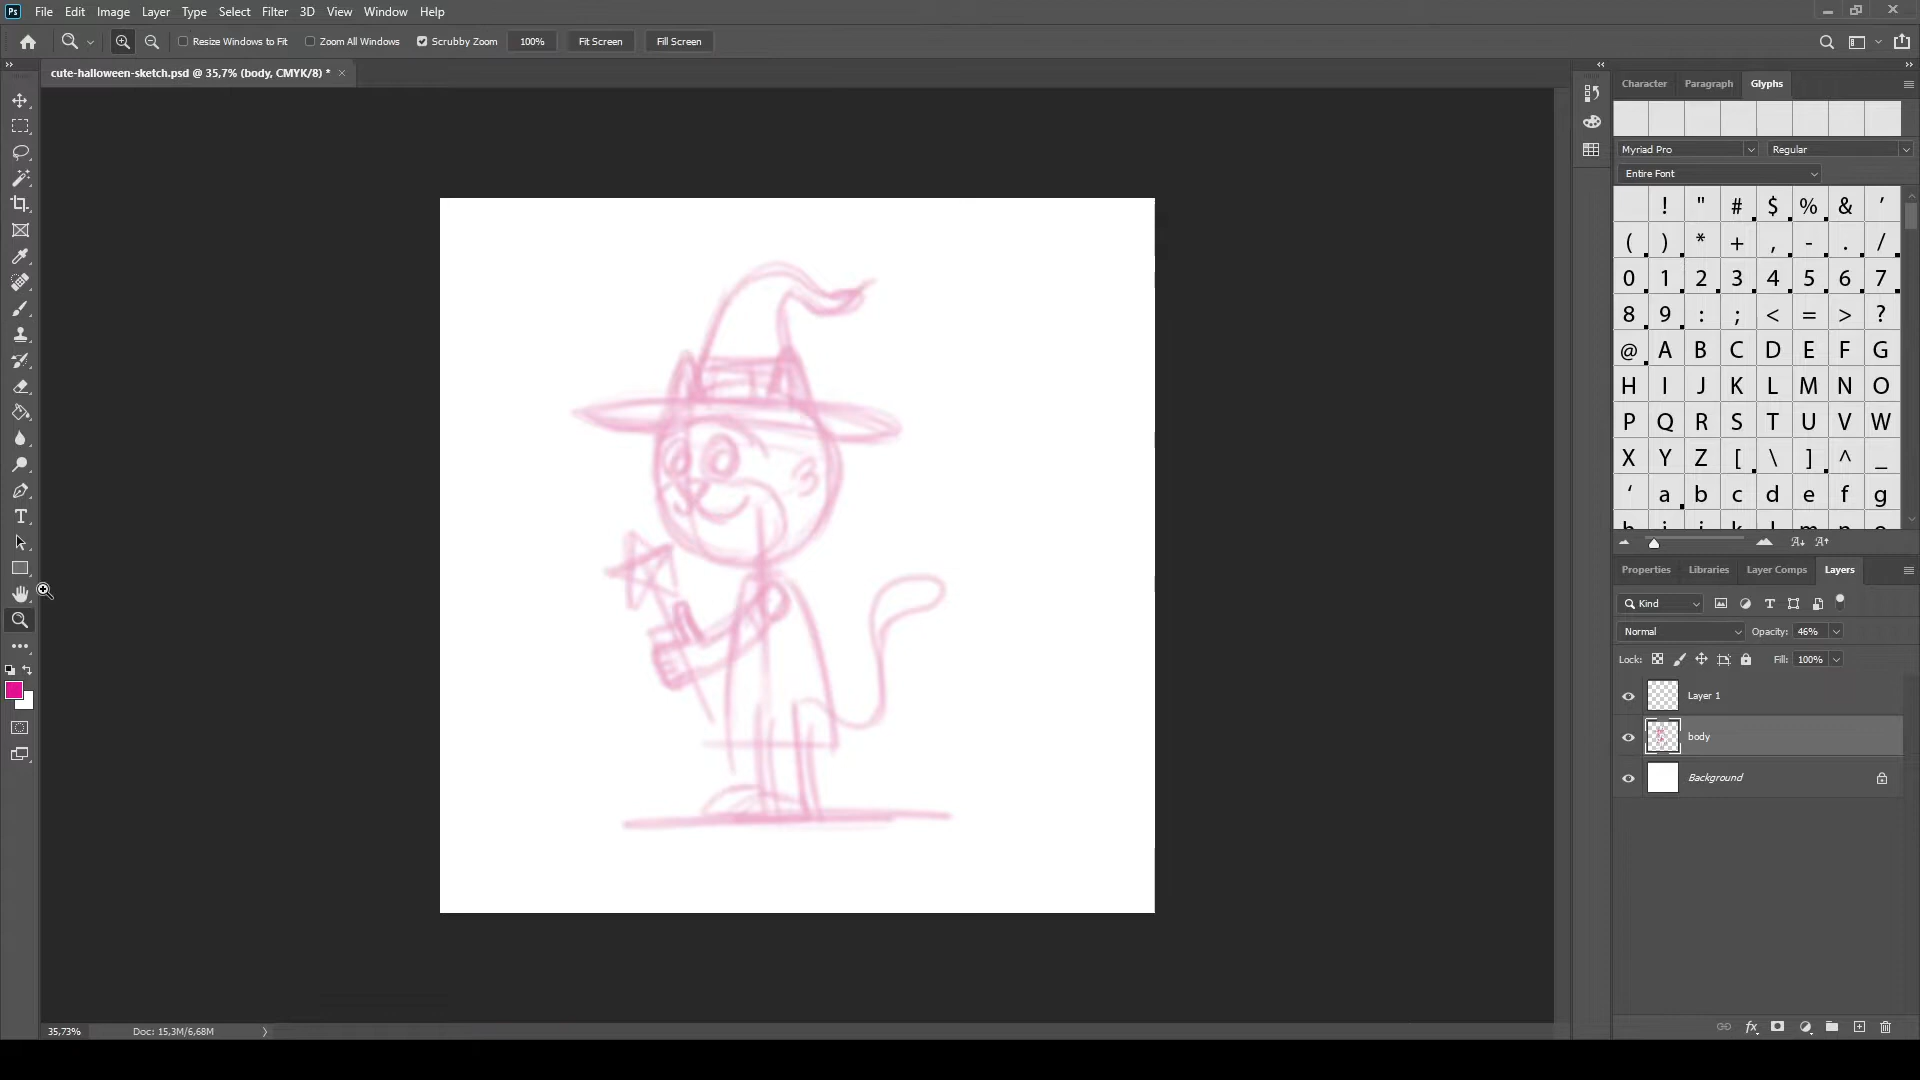 Ps File Edit Image Layer Type Select Filter 3D View Window Help
Resize Windows to Fit Zoom All Windows Scrubby Zoom 100% Fit Screen Fill Screen
cute-halloween-sketch.psd @ 35,7% (body, CMYK/8) * ×
Character Paragraph Glyphs
Myriad Pro Regular
Entire Font
! " # $ % & ′
( ) * + , - . /
0 1 2 3 4 5 6 7
8 9 : ; < = > ?
@ A B C D E F G
H I J K L M N O
P Q R S T U V W
X Y Z [ \ ] ^ _
‘ a b c d e f g
h i j k l m n o
Properties Libraries Layer Comps Layers
Kind
Normal Opacity: 46%
Lock: Fill: 100%
Layer 1
body
Background
35,73% Doc: 15,3M/6,68M